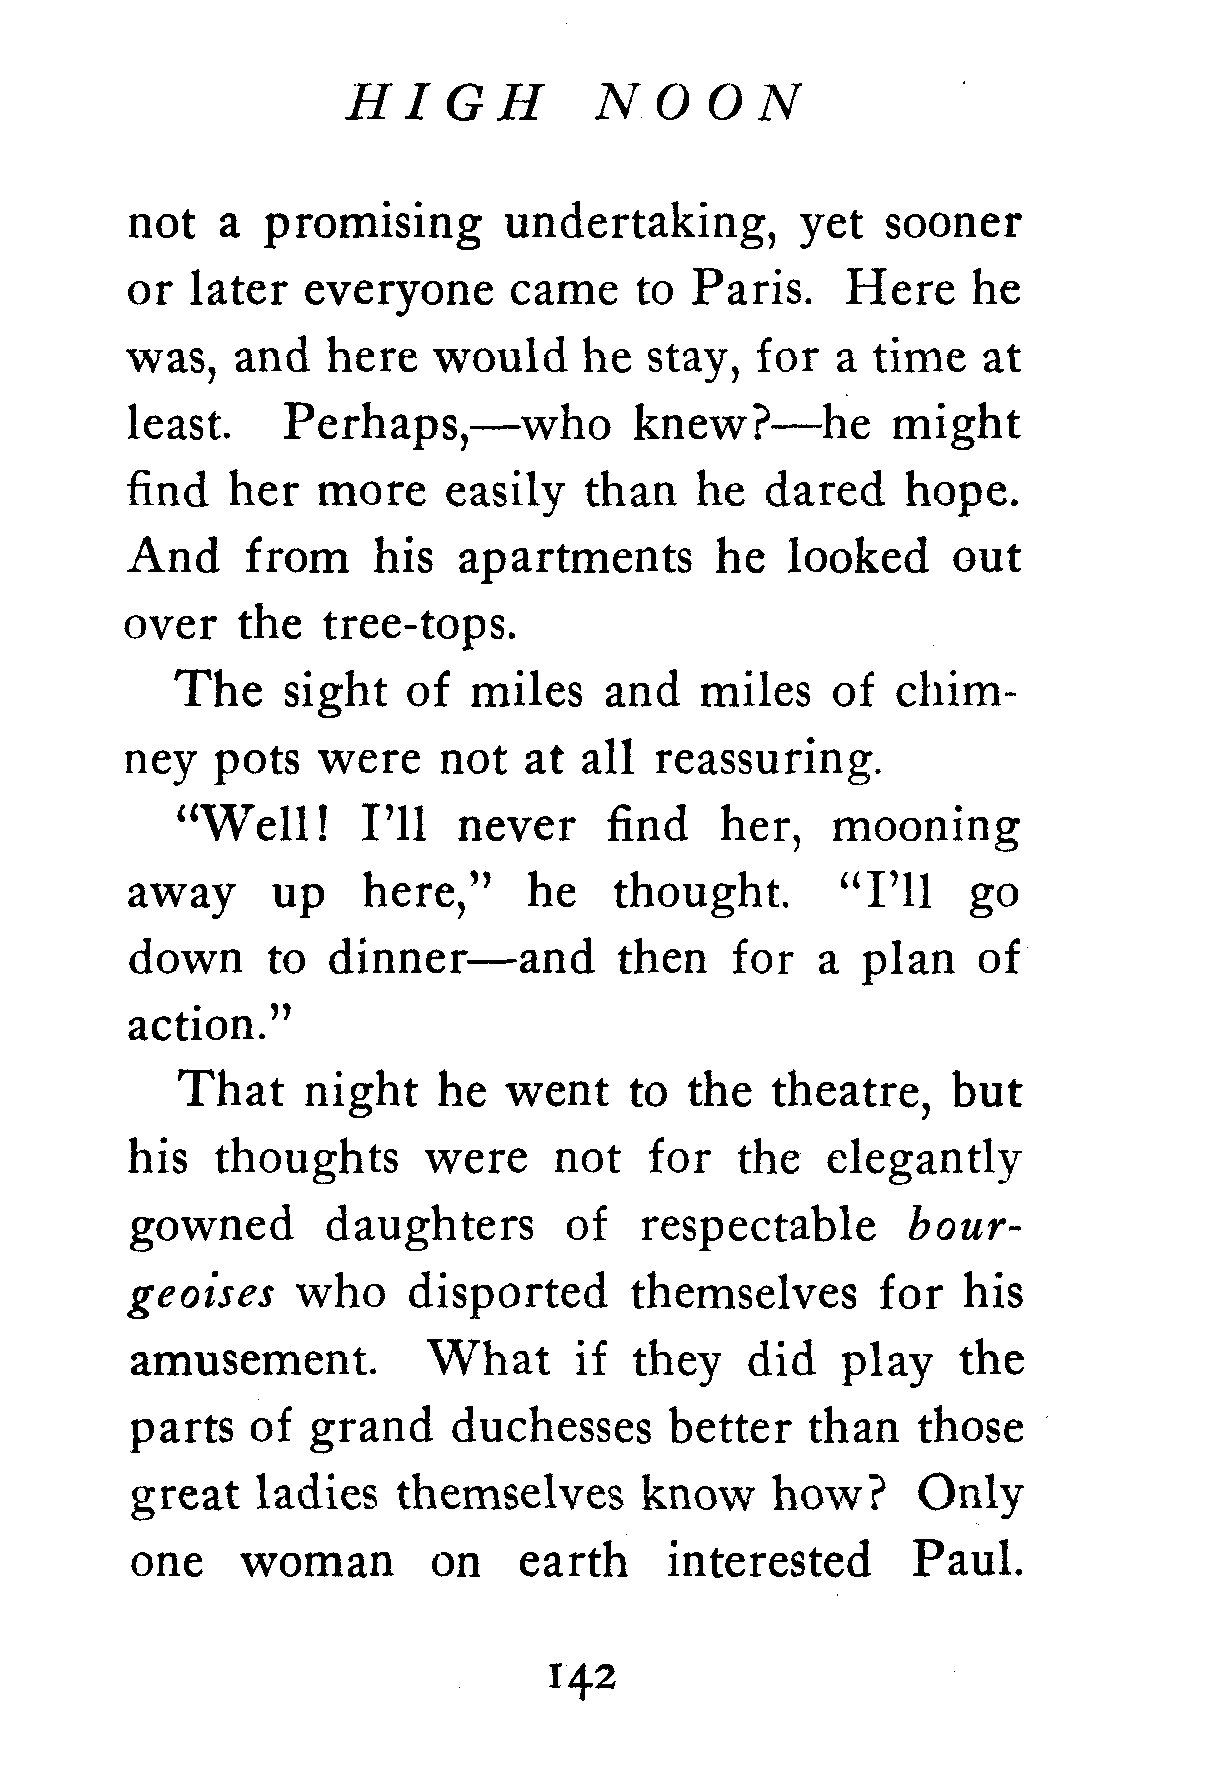 HIGH NOON
not a promising undertaking, yet sooner
or later everyone came to Paris. Here he
was, and here would he stay, for a time at
least. Perhaps,—who knew?—he might
find her more easily than he dared hope.
And from his apartments he looked out
over the tree-tops.
The sight of miles and miles of chim-
ney pots were not at all reassuring.
“Well! I’ll never find her, mooning
away up here,” he thought. “I’ll go
down to dinner—and then for a plan of
action.”
That night he went to the theatre, but
his thoughts were not for the elegantly
gowned daughters of respectable bour-
geoises who disported themselves for his
amusement. What if they did play the
parts of grand duchesses better than those
great ladies themselves know how? Only
one woman on earth interested Paul.
142